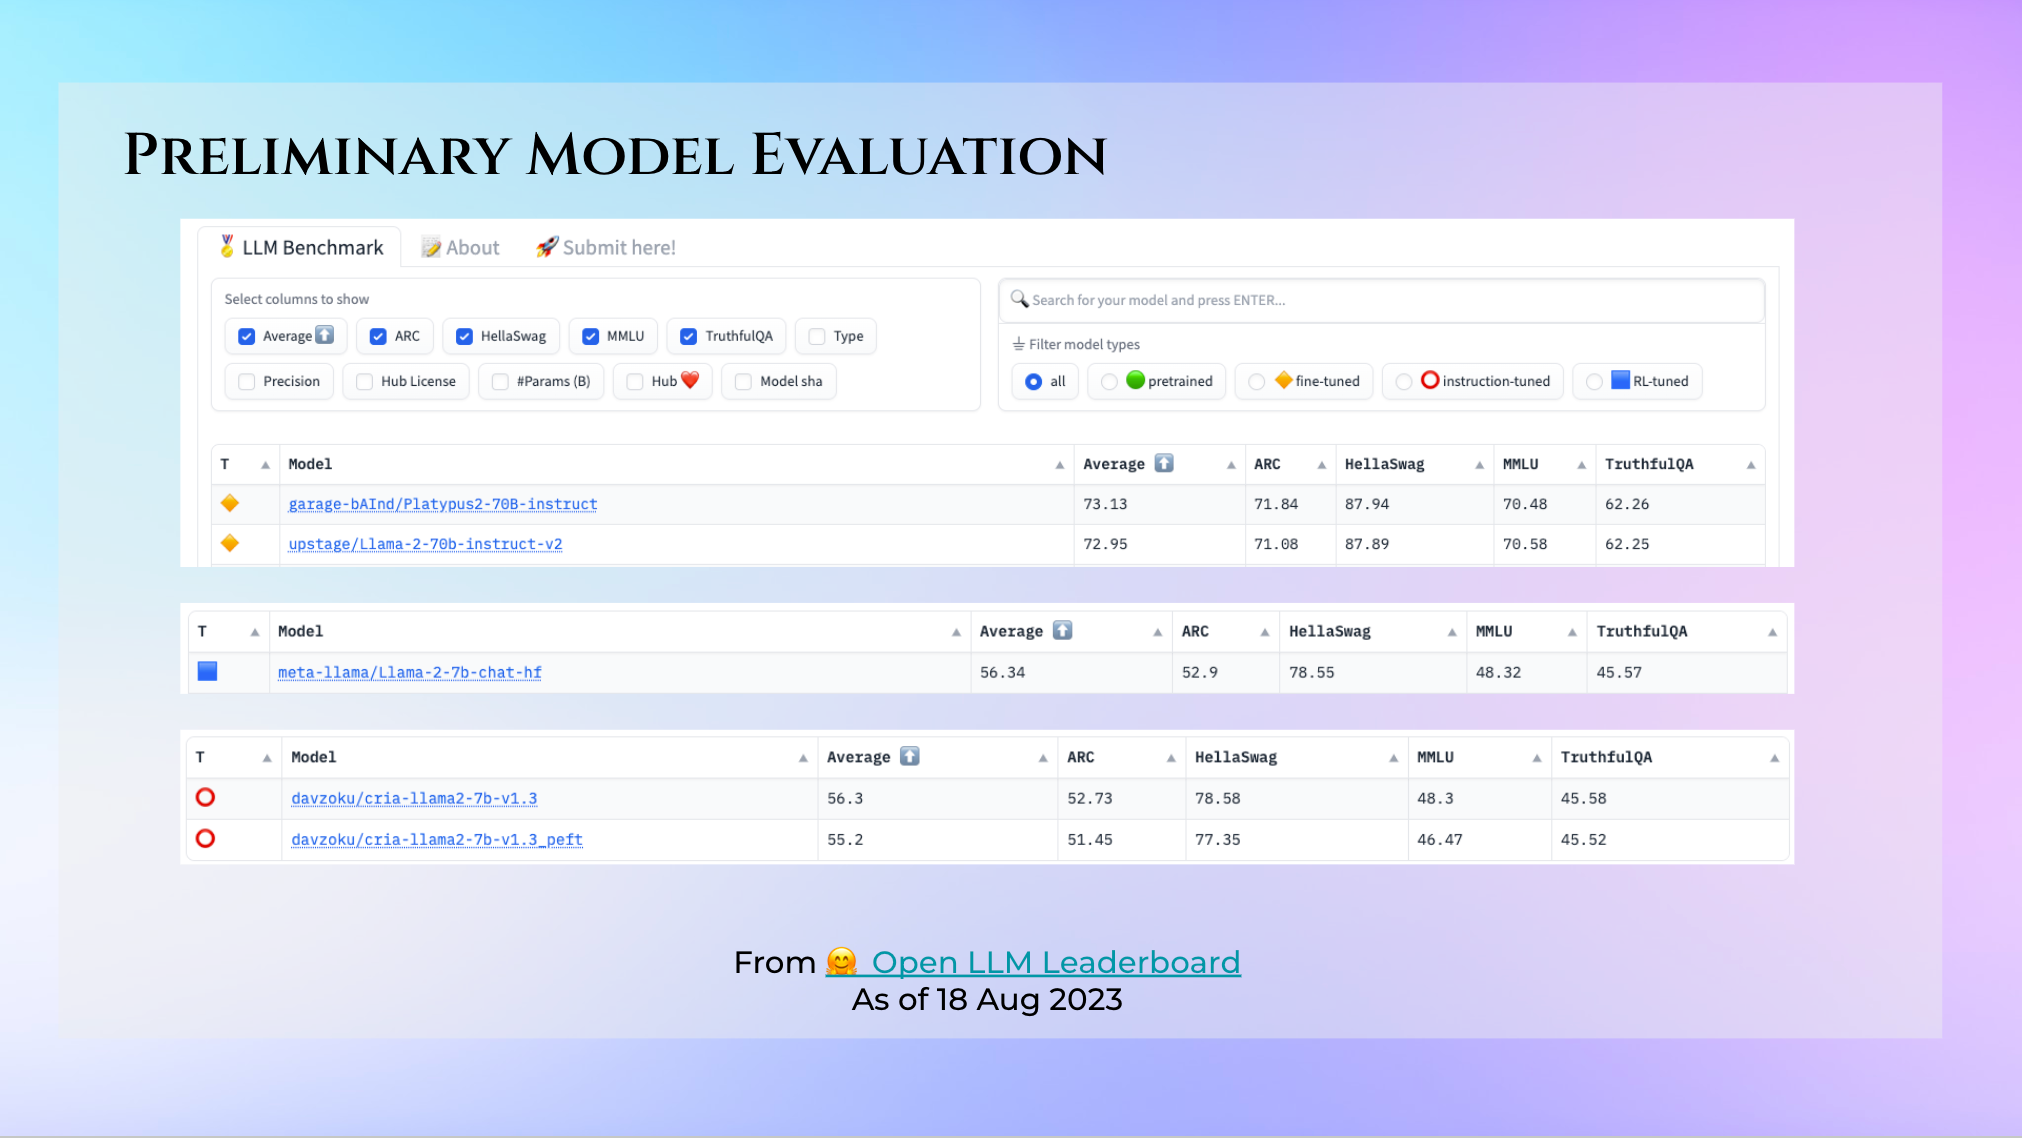 PRELIMINARY MODEL EVALUATION
🏅 LLM Benchmark 📝 About 🚀 Submit here!
Select columns to show
Average⬆️ ARC HellaSwag MMLU TruthfulQA Type
Precision Hub License #Params (B) Hub ❤️ Model sha
🔍 Search for your model and press ENTER...
⏚ Filter model types
all 🟢 pretrained 🔶 fine-tuned ⭕ instruction-tuned 🟦 RL-tuned
T Model Average ⬆️ ARC HellaSwag MMLU TruthfulQA
🔶 garage-bAInd/Platypus2-70B-instruct 73.13 71.84 87.94 70.48 62.26
🔶 upstage/Llama-2-70b-instruct-v2 72.95 71.08 87.89 70.58 62.25
T Model Average ⬆️ ARC HellaSwag MMLU TruthfulQA
🟦 meta-llama/Llama-2-7b-chat-hf 56.34 52.9 78.55 48.32 45.57
T Model Average ⬆️ ARC HellaSwag MMLU TruthfulQA
⭕ davzoku/cria-llama2-7b-v1.3 56.3 52.73 78.58 48.3 45.58
⭕ davzoku/cria-llama2-7b-v1.3_peft 55.2 51.45 77.35 46.47 45.52
From 🤗 Open LLM Leaderboard
As of 18 Aug 2023